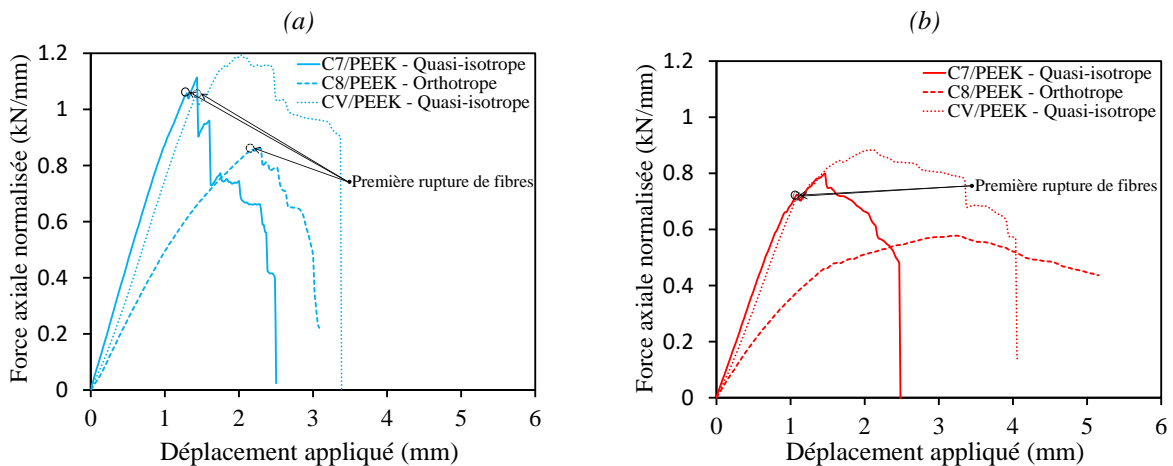 (a)
1.2
1
0.8
0.6
0.4
0.2
0
0 1 2 3 4 5 6
Force axiale normalisée (kN/mm)
Déplacement appliqué (mm)
C7/PEEK - Quasi-isotrope
C8/PEEK - Orthotrope
CV/PEEK - Quasi-isotrope
Première rupture de fibres
(b)
1.2
1
0.8
0.6
0.4
0.2
0
0 1 2 3 4 5 6
Force axiale normalisée (kN/mm)
Déplacement appliqué (mm)
C7/PEEK - Quasi-isotrope
C8/PEEK - Orthotrope
CV/PEEK - Quasi-isotrope
Première rupture de fibres